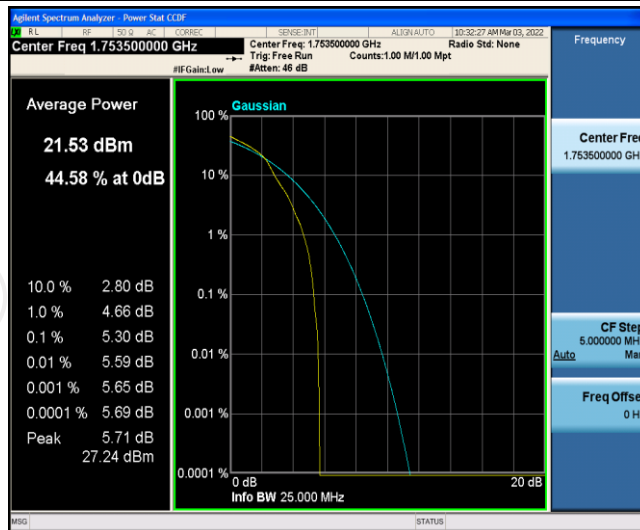 Agilent Spectrum Analyzer - Power Stat CCDF
LXI RL RF 50 Ω AC CORREC SENSE:INT ALIGN AUTO 10:32:27 AM Mar 03, 2022
Center Freq 1.753500000 GHz
Center Freq: 1.753500000 GHz Radio Std: None
Trig: Free Run Counts:1.00 M/1.00 Mpt
#IFGain:Low #Atten: 46 dB
Frequency
Average Power
21.53 dBm
44.58 % at 0dB
10.0 % 2.80 dB
1.0 % 4.66 dB
0.1 % 5.30 dB
0.01 % 5.59 dB
0.001 % 5.65 dB
0.0001 % 5.69 dB
Peak 5.71 dB
27.24 dBm
Gaussian
100 %
10 %
1 %
0.1 %
0.01 %
0.001 %
0.0001 %
0 dB 20 dB
Info BW 25.000 MHz
Center Fre
1.753500000 GH
CF Step
5.000000 MH
Auto Ma
Freq Offse
0 H
MSG STATUS